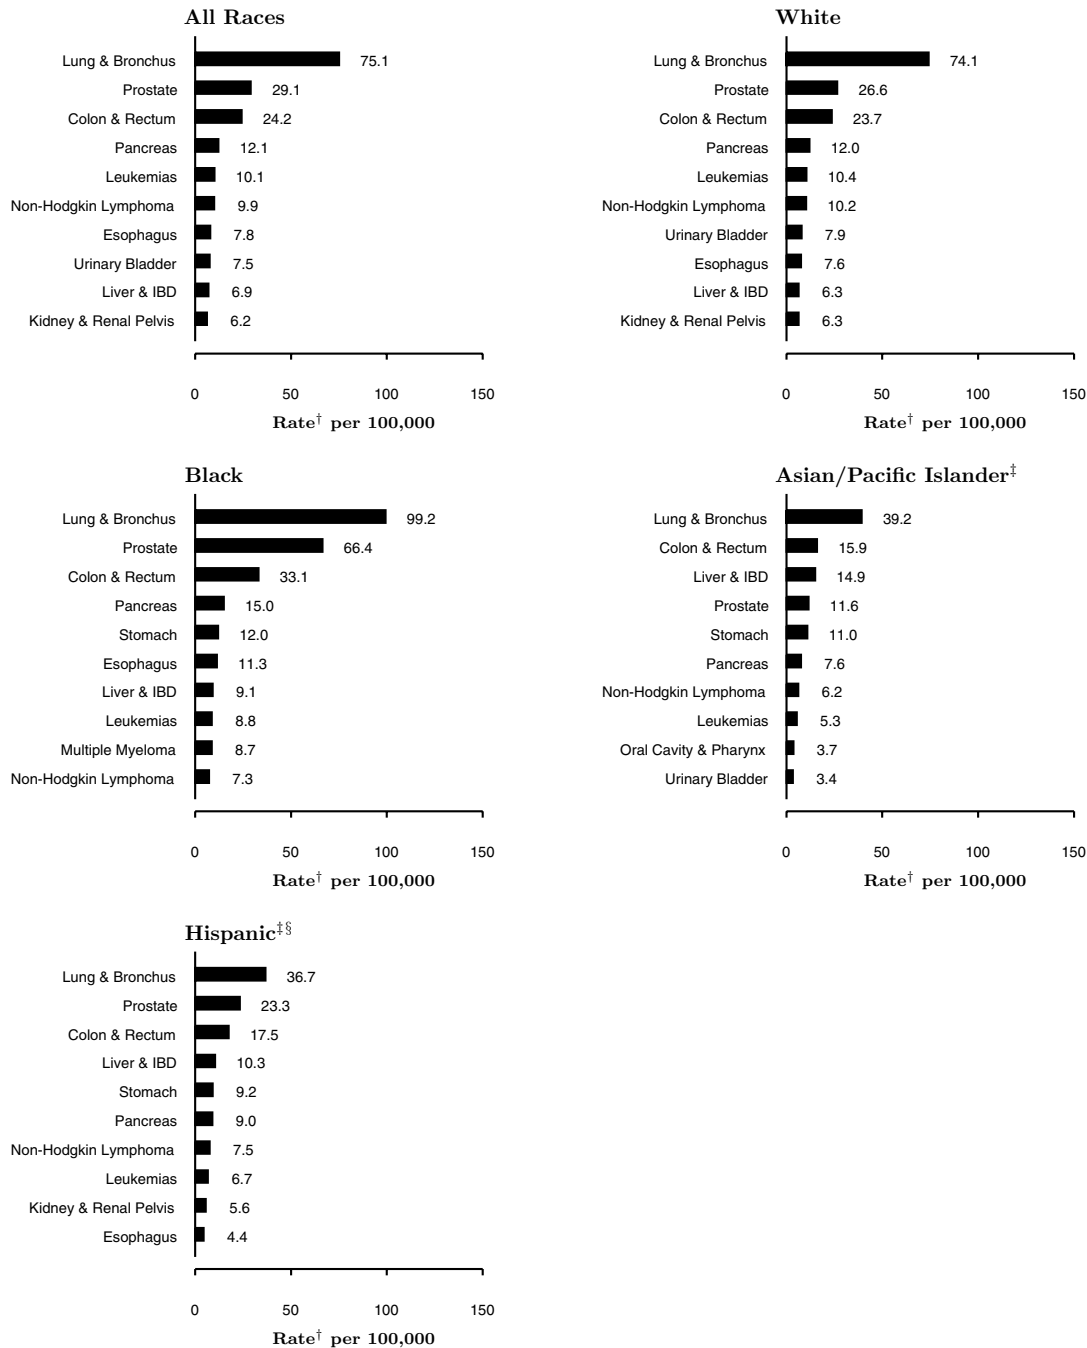 All Races
Lung & Bronchus 75.1
Prostate 29.1
Colon & Rectum 24.2
Pancreas 12.1
Leukemias 10.1
Non-Hodgkin Lymphoma 9.9
Esophagus 7.8
Urinary Bladder 7.5
Liver & IBD 6.9
Kidney & Renal Pelvis 6.2
0 50 100 150
Rate† per 100,000
White
Lung & Bronchus 74.1
Prostate 26.6
Colon & Rectum 23.7
Pancreas 12.0
Leukemias 10.4
Non-Hodgkin Lymphoma 10.2
Urinary Bladder 7.9
Esophagus 7.6
Liver & IBD 6.3
Kidney & Renal Pelvis 6.3
0 50 100 150
Rate† per 100,000
Black
Lung & Bronchus 99.2
Prostate 66.4
Colon & Rectum 33.1
Pancreas 15.0
Stomach 12.0
Esophagus 11.3
Liver & IBD 9.1
Leukemias 8.8
Multiple Myeloma 8.7
Non-Hodgkin Lymphoma 7.3
0 50 100 150
Rate† per 100,000
Asian/Pacific Islander‡
Lung & Bronchus 39.2
Colon & Rectum 15.9
Liver & IBD 14.9
Prostate 11.6
Stomach 11.0
Pancreas 7.6
Non-Hodgkin Lymphoma 6.2
Leukemias 5.3
Oral Cavity & Pharynx 3.7
Urinary Bladder 3.4
0 50 100 150
Rate† per 100,000
Hispanic‡§
Lung & Bronchus 36.7
Prostate 23.3
Colon & Rectum 17.5
Liver & IBD 10.3
Stomach 9.2
Pancreas 9.0
Non-Hodgkin Lymphoma 7.5
Leukemias 6.7
Kidney & Renal Pelvis 5.6
Esophagus 4.4
0 50 100 150
Rate† per 100,000